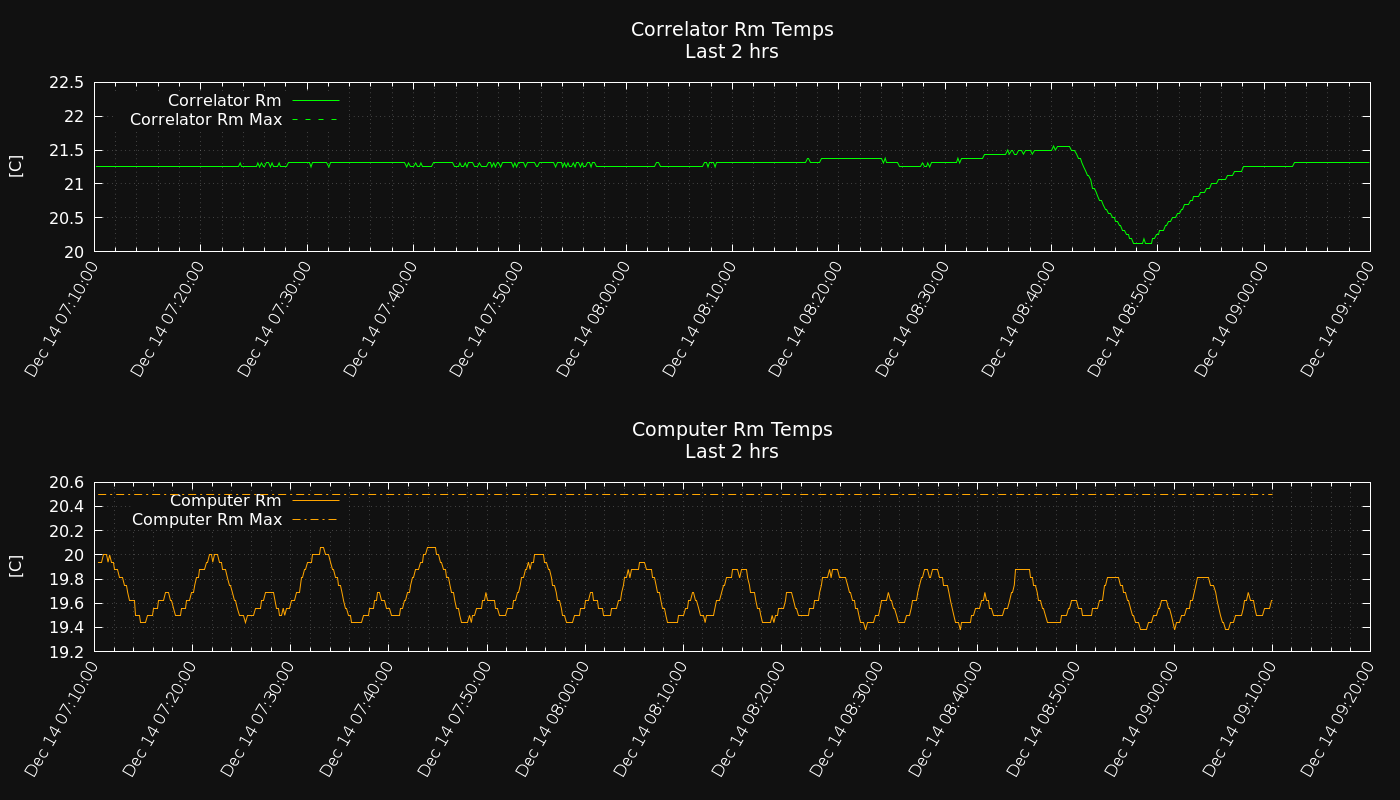 Correlator Rm Temps
Last 2 hrs
22.5
22
21.5
21
20.5
20
[C]
Correlator Rm
Correlator Rm Max
Dec 14 07:10:00
Dec 14 07:20:00
Dec 14 07:30:00
Dec 14 07:40:00
Dec 14 07:50:00
Dec 14 08:00:00
Dec 14 08:10:00
Dec 14 08:20:00
Dec 14 08:30:00
Dec 14 08:40:00
Dec 14 08:50:00
Dec 14 09:00:00
Dec 14 09:10:00
Computer Rm Temps
Last 2 hrs
20.6
20.4
20.2
20
19.8
19.6
19.4
19.2
[C]
Computer Rm
Computer Rm Max
Dec 14 07:10:00
Dec 14 07:20:00
Dec 14 07:30:00
Dec 14 07:40:00
Dec 14 07:50:00
Dec 14 08:00:00
Dec 14 08:10:00
Dec 14 08:20:00
Dec 14 08:30:00
Dec 14 08:40:00
Dec 14 08:50:00
Dec 14 09:00:00
Dec 14 09:10:00
Dec 14 09:20:00